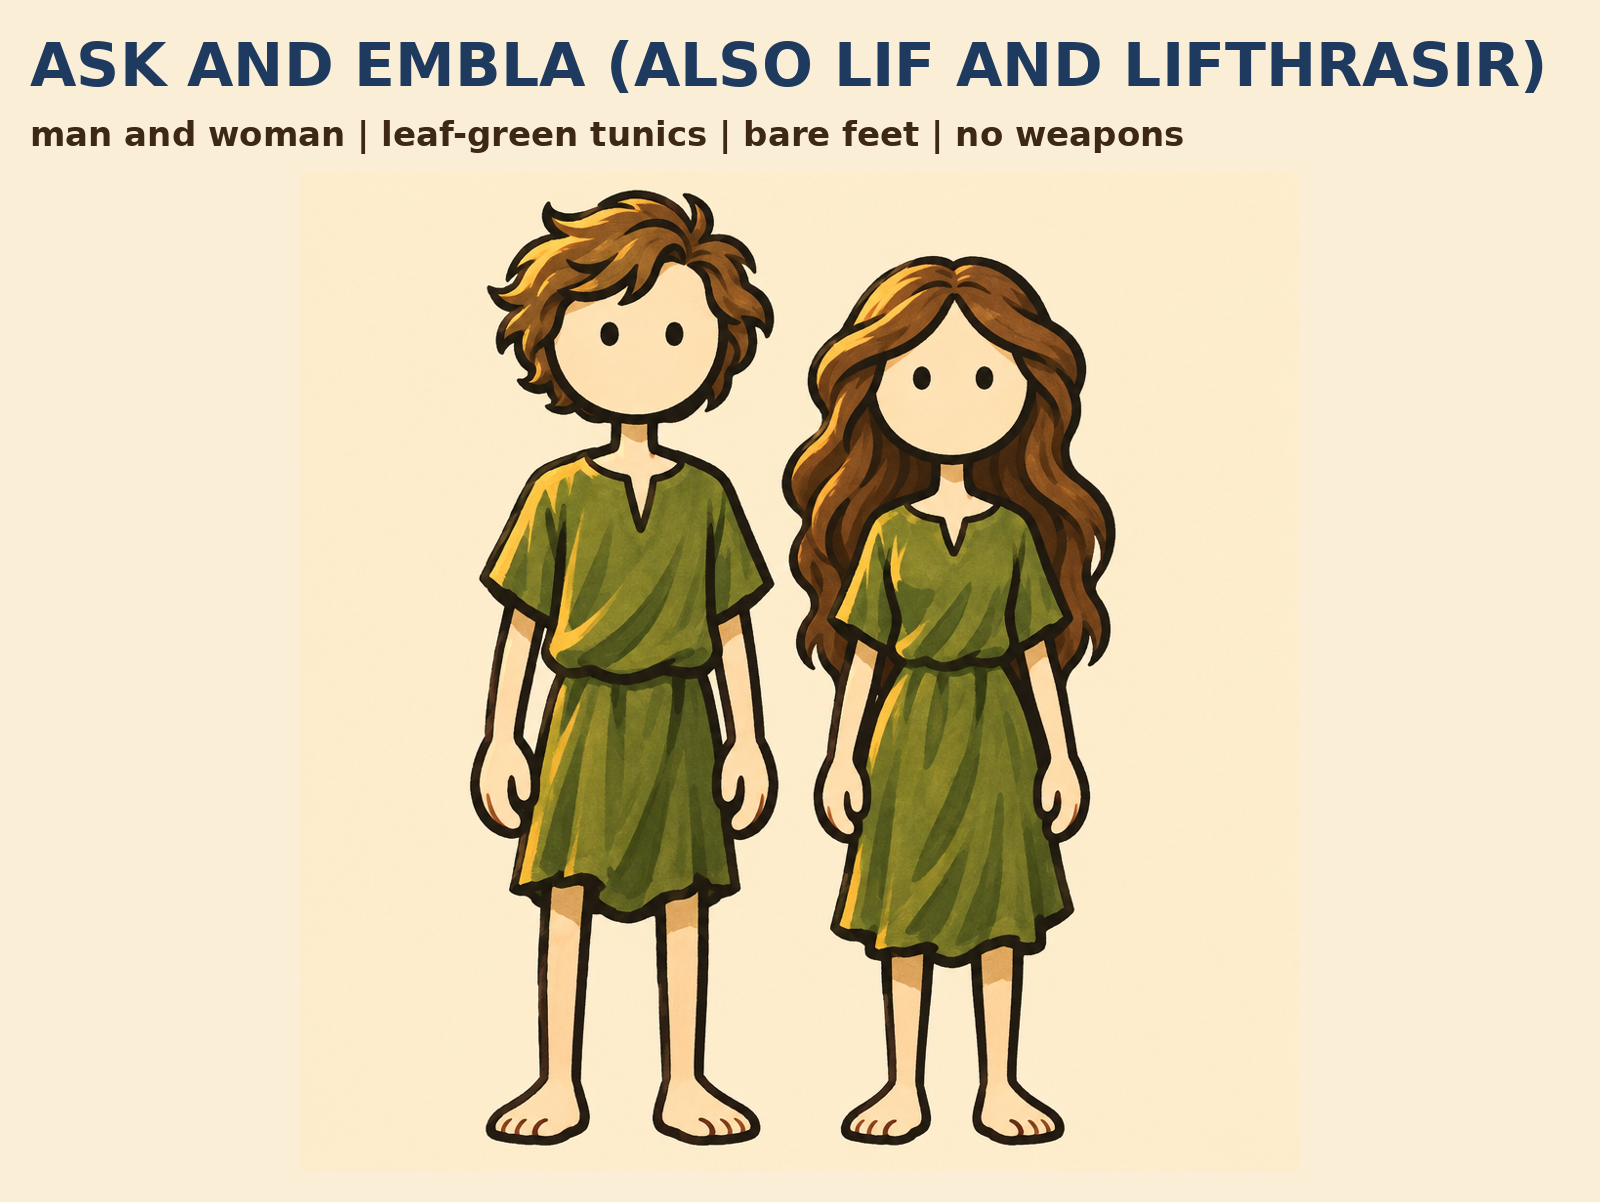 ASK AND EMBLA (ALSO LIF AND LIFTHRASIR)
man and woman | leaf-green tunics | bare feet | no weapons